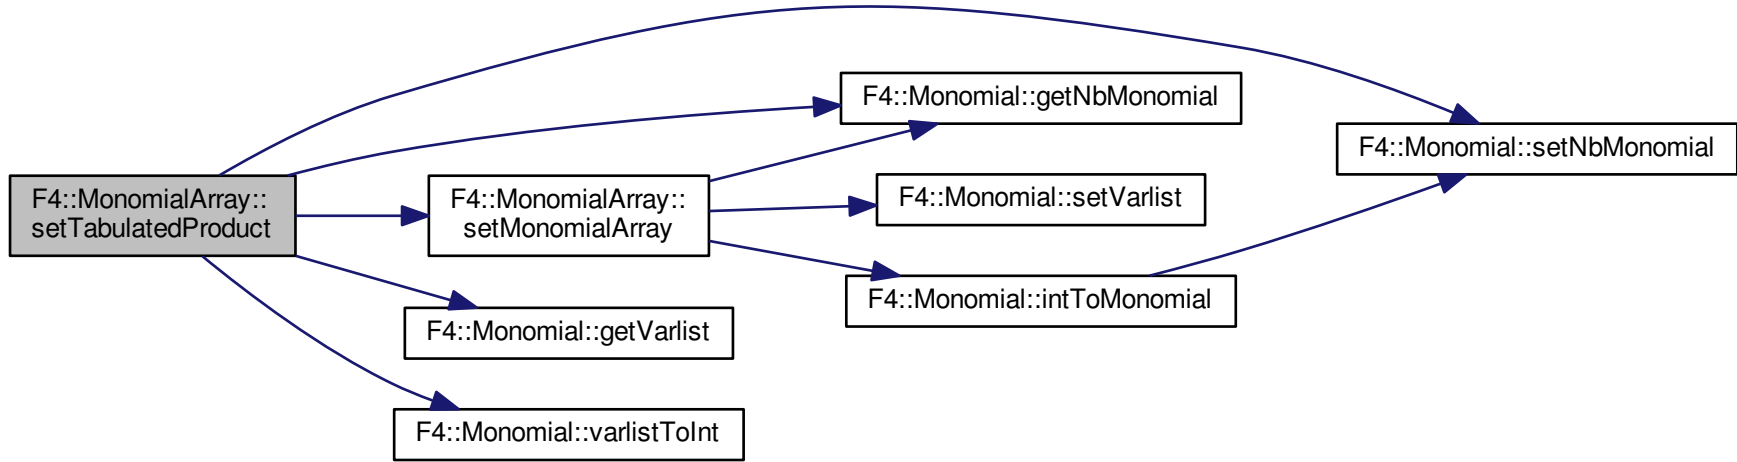 F4::MonomialArray::
setTabulatedProduct
F4::MonomialArray::
setMonomialArray
F4::Monomial::getNbMonomial
F4::Monomial::setVarlist
F4::Monomial::intToMonomial
F4::Monomial::setNbMonomial
F4::Monomial::getVarlist
F4::Monomial::varlistToInt